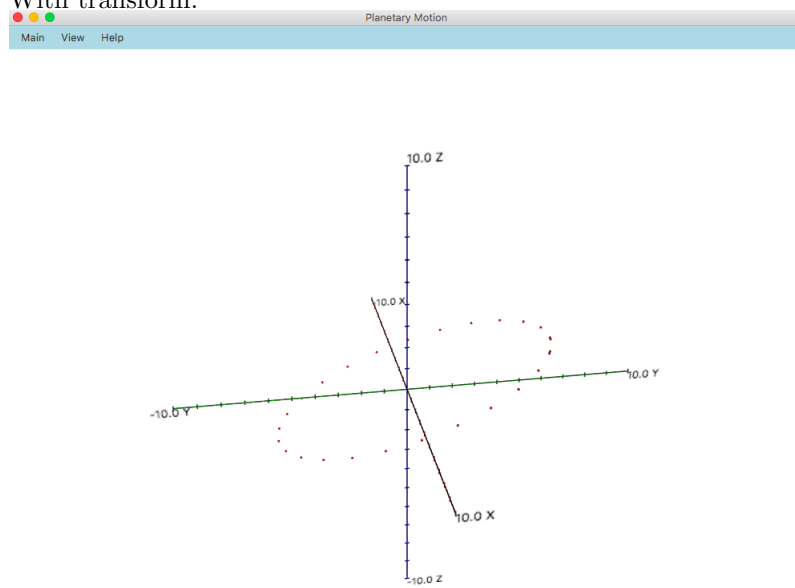 With transform:
Planetary Motion
Main View Help
10.0 Z
-10.0 X
10.0 Y
-10.0 Y
10.0 X
-10.0 Z